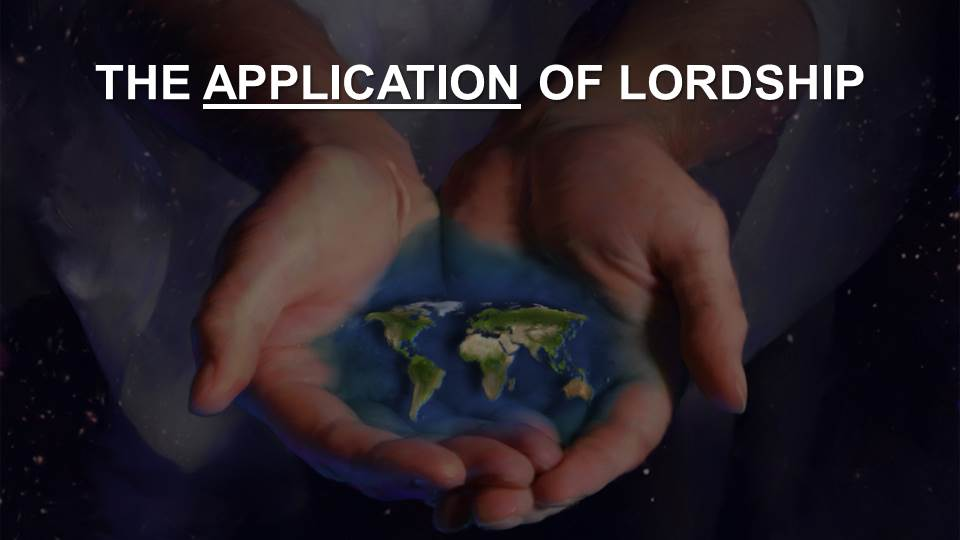 THE APPLICATION OF LORDSHIP